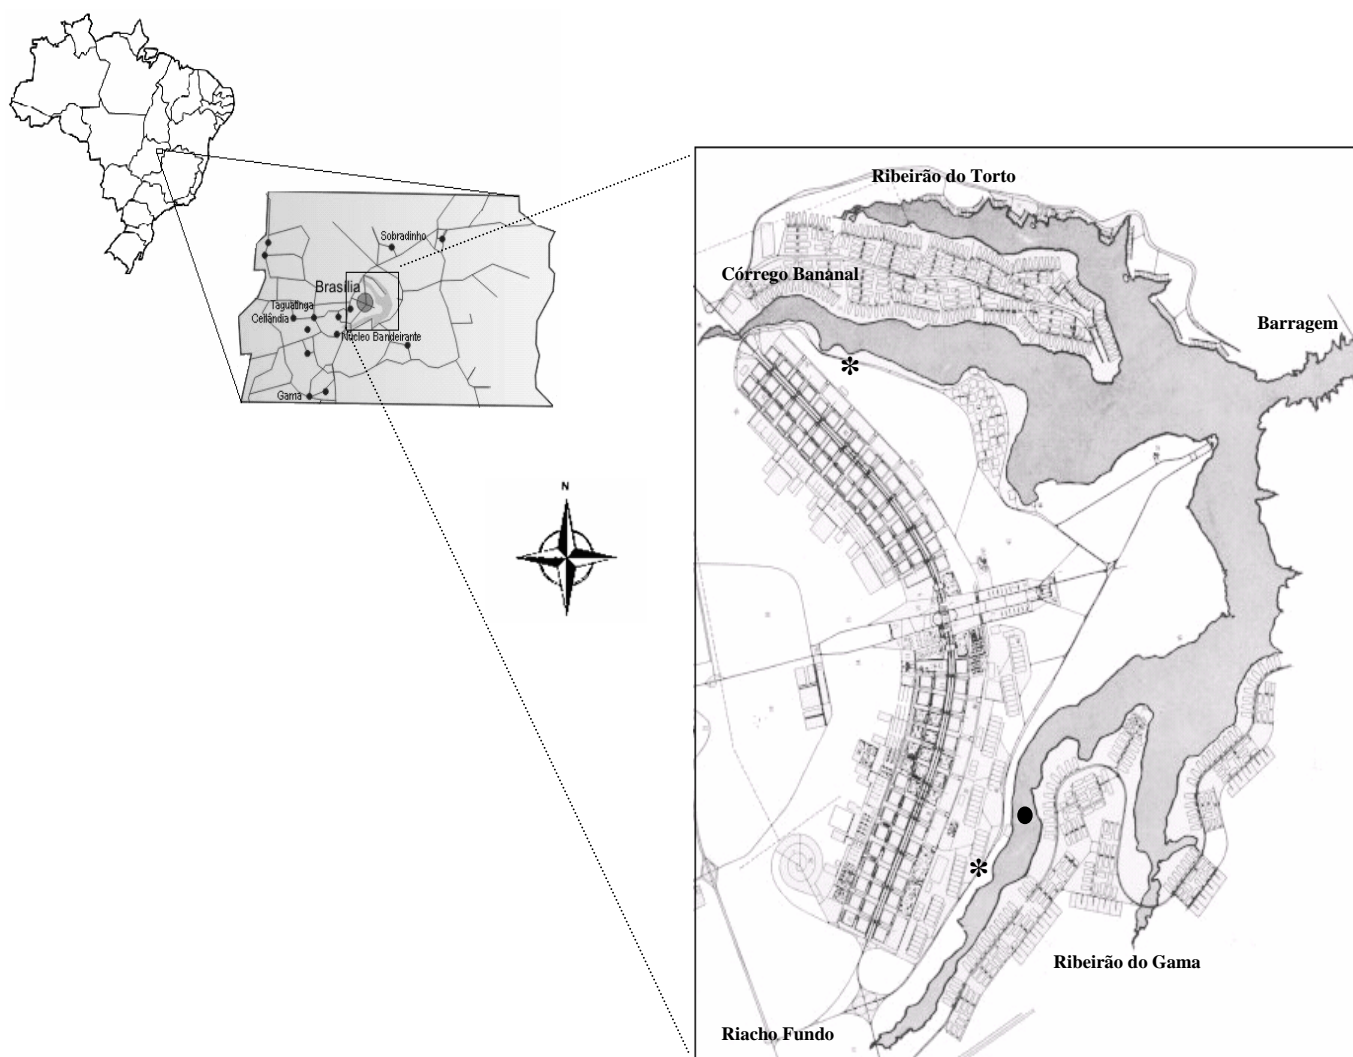 Ribeirão do Torto
Sobradinho
Córrego Bananal
Brasília
Taguatinga
Ceilândia
Barragem
Núcleo Bandeirante
Gama
N
Ribeirão do Gama
Riacho Fundo